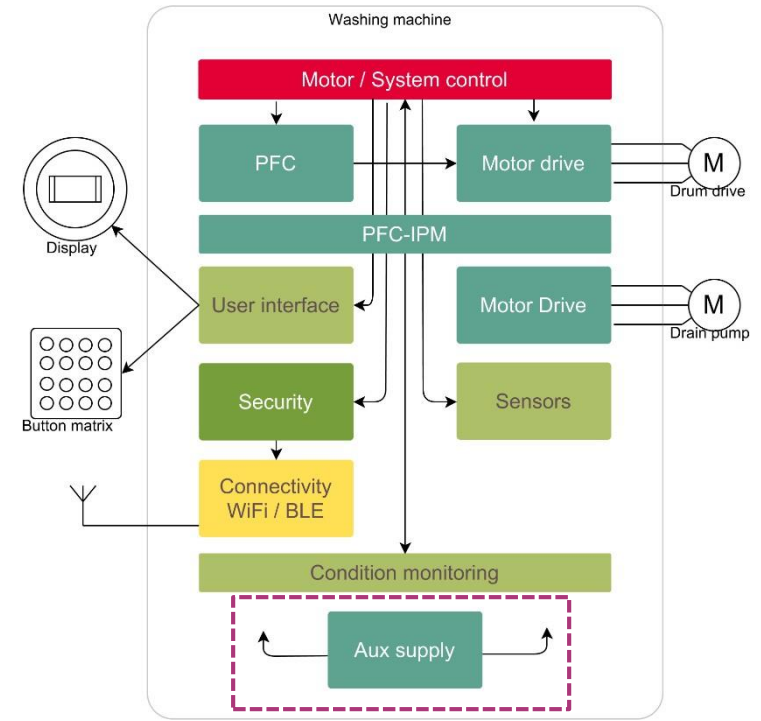 Washing machine
Motor / System control
PFC
Motor drive
M
Drum drive
Display
PFC-IPM
User interface
Motor Drive
M
Drain pump
Button matrix
Security
Sensors
Connectivity
WiFi / BLE
Condition monitoring
Aux supply